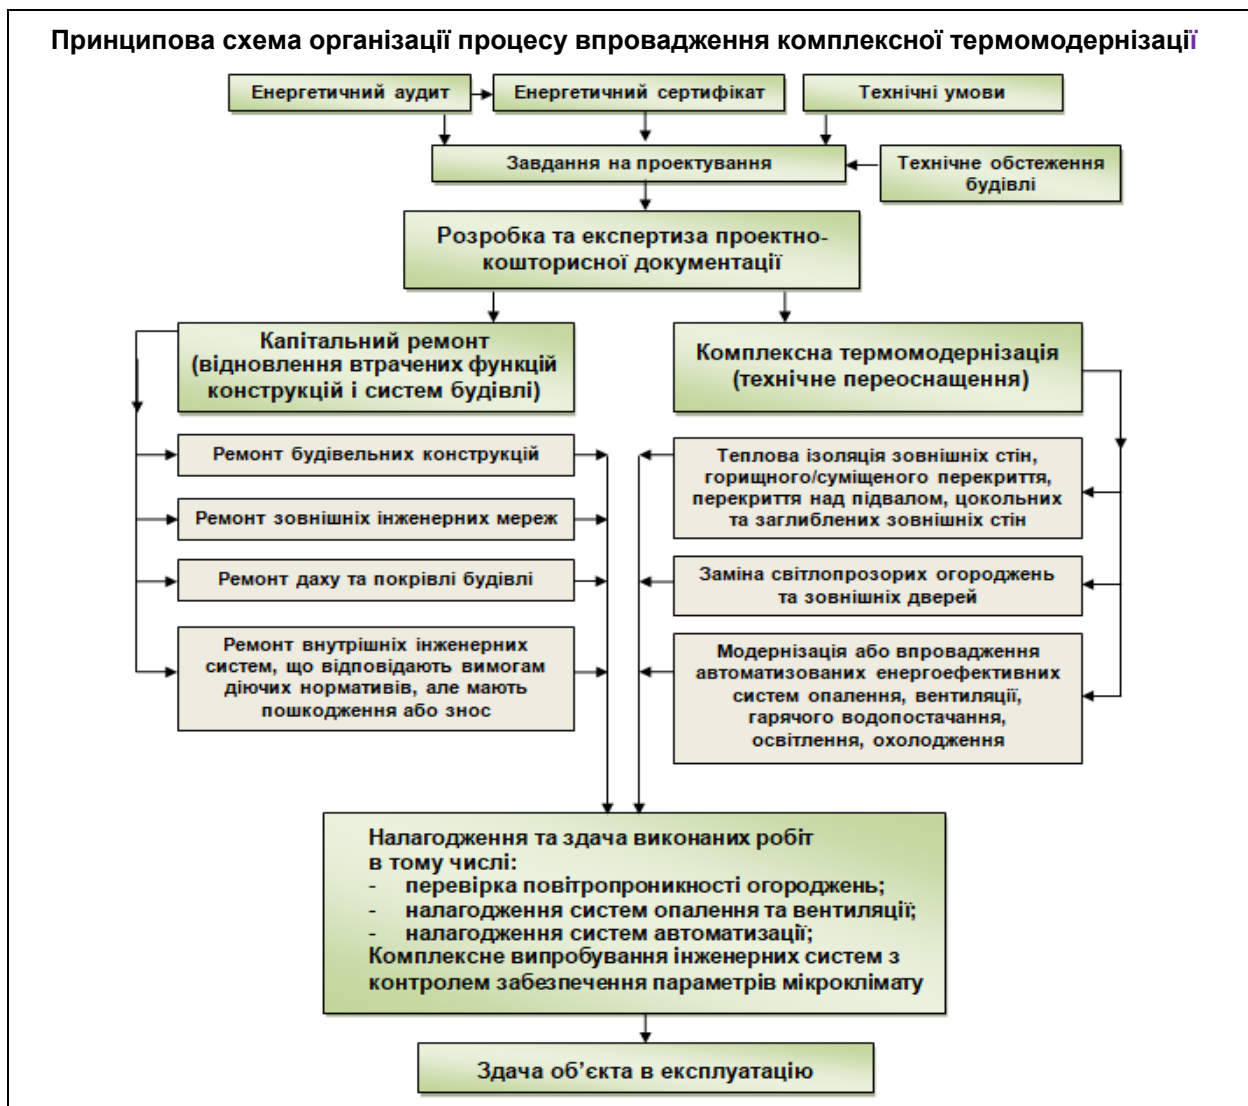 Принципова схема організації процесу впровадження комплексної термомодернізації
Енергетичний аудит
Енергетичний сертифікат
Технічні умови
Завдання на проектування
Технічне обстеження
будівлі
Розробка та експертиза проектно-
кошторисної документації
Капітальний ремонт
(відновлення втрачених функцій
конструкцій і систем будівлі)
Комплексна термомодернізація
(технічне переоснащення)
Ремонт будівельних конструкцій
Ремонт зовнішніх інженерних мереж
Ремонт даху та покрівлі будівлі
Ремонт внутрішніх інженерних
систем, що відповідають вимогам
діючих нормативів, але мають
пошкодження або знос
Теплова ізоляція зовнішніх стін,
горищного/суміщеного перекриття,
перекриття над підвалом, цокольних
та заглиблених зовнішніх стін
Заміна світлопрозорих огороджень
та зовнішніх дверей
Модернізація або впровадження
автоматизованих енергоефективних
систем опалення, вентиляції,
гарячого водопостачання,
освітлення, охолодження
Налагодження та здача виконаних робіт
в тому числі:
- перевірка повітропроникності огороджень;
- налагодження систем опалення та вентиляції;
- налагодження систем автоматизації;
Комплексне випробування інженерних систем з
контролем забезпечення параметрів мікроклімату
Здача об’єкта в експлуатацію